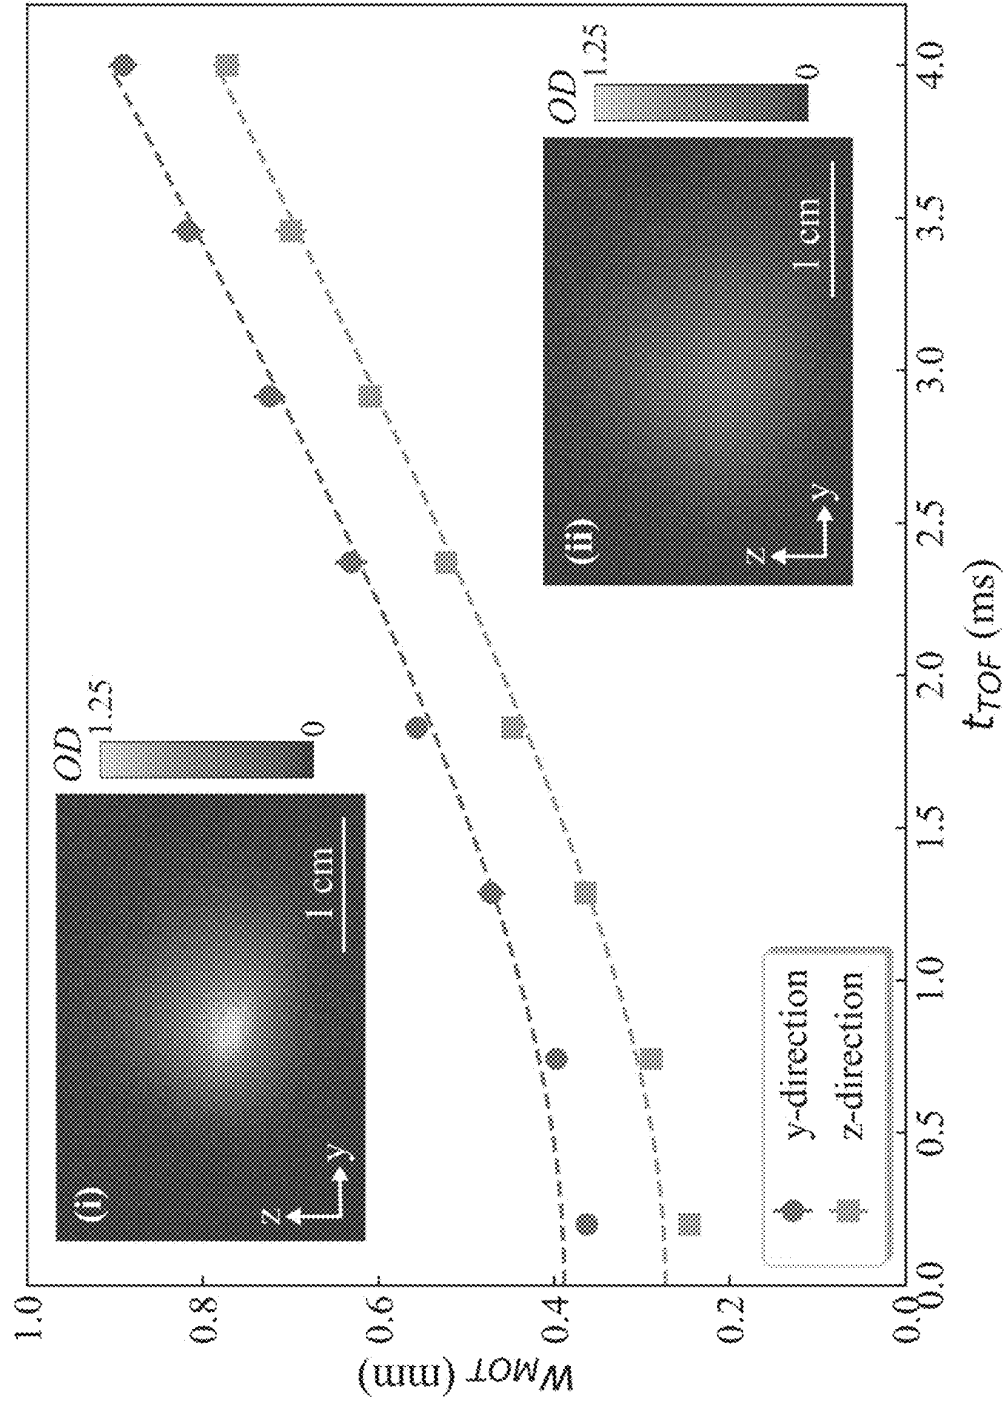 1.0
0.8
0.6
0.4
0.2
0.0
w_MOT (mm)
(i)
z
y
1 cm
OD
1.25
0
(ii)
z
y
1 cm
OD
1.25
0
y-direction
z-direction
0.0 0.5 1.0 1.5 2.0 2.5 3.0 3.5 4.0
t_TOF (ms)